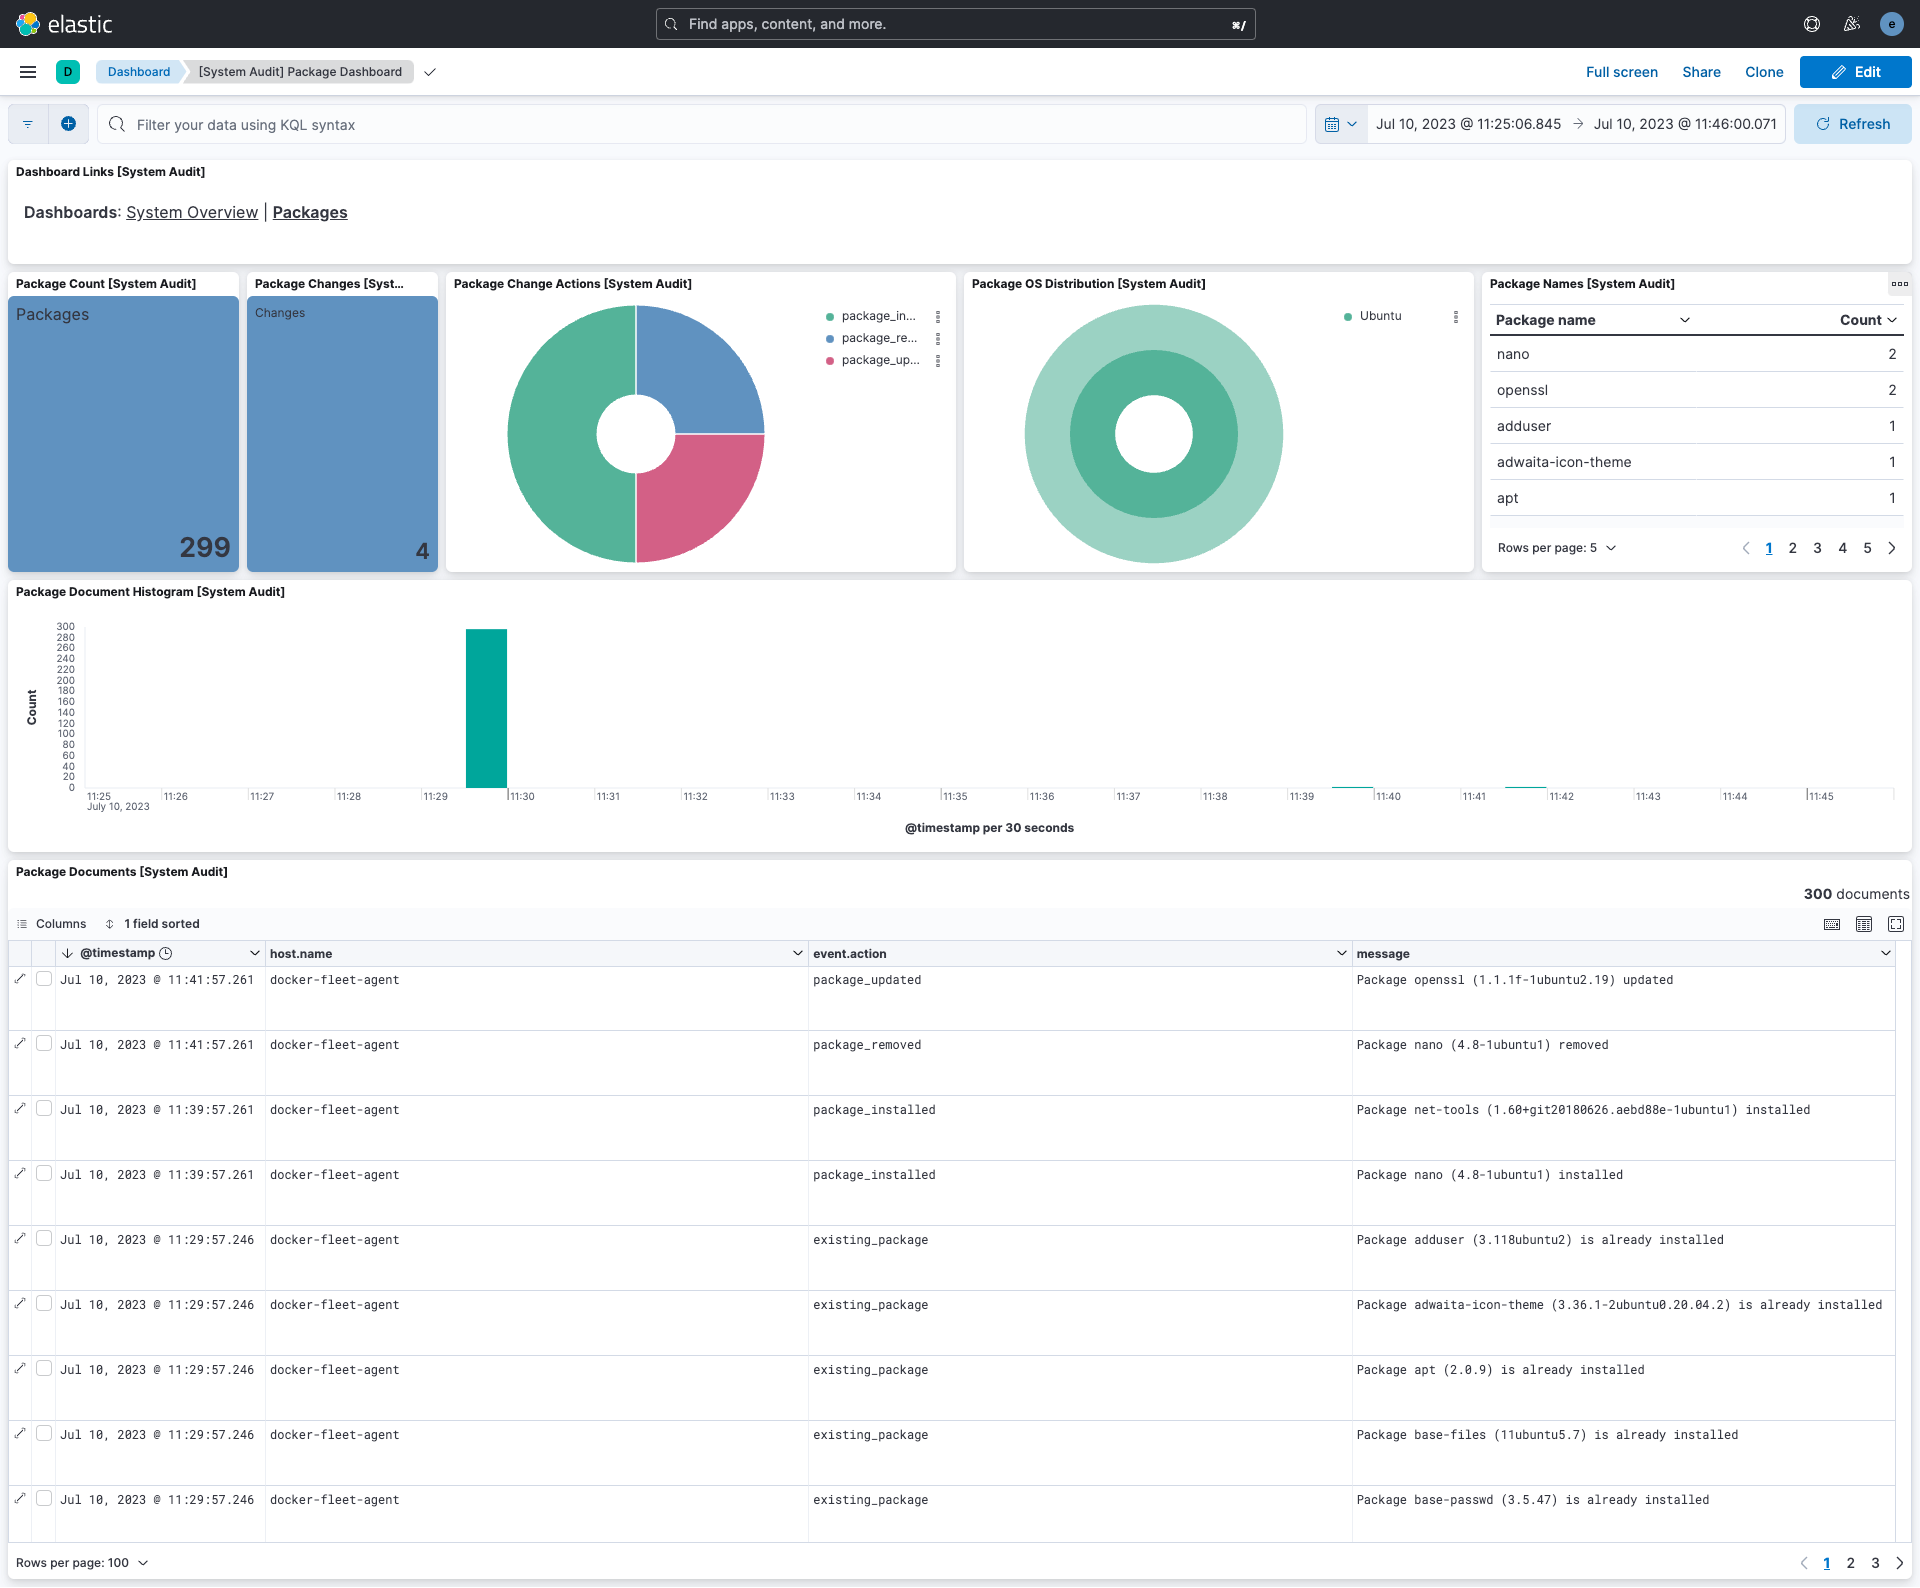 elastic
Find apps, content, and more.
⌘/
e
D
Dashboard
[System Audit] Package Dashboard
Full screen
Share
Clone
Edit
Filter your data using KQL syntax
Jul 10, 2023 @ 11:25:06.845 → Jul 10, 2023 @ 11:46:00.071
Refresh
Dashboard Links [System Audit]
Dashboards: System Overview | Packages
Package Count [System Audit]
Packages
299
Package Changes [Syst...
Changes
4
Package Change Actions [System Audit]
package_in...
package_re...
package_up...
Package OS Distribution [System Audit]
Ubuntu
Package Names [System Audit]
Package name Count
nano 2
openssl 2
adduser 1
adwaita-icon-theme 1
apt 1
Rows per page: 5
1 2 3 4 5
Package Document Histogram [System Audit]
Count
300
280
260
240
220
200
180
160
140
120
100
80
60
40
20
0
11:25 11:26 11:27 11:28 11:29 11:30 11:31 11:32 11:33 11:34 11:35 11:36 11:37 11:38 11:39 11:40 11:41 11:42 11:43 11:44 11:45
July 10, 2023
@timestamp per 30 seconds
Package Documents [System Audit]
300 documents
Columns
1 field sorted
@timestamp host.name event.action message
Jul 10, 2023 @ 11:41:57.261 docker-fleet-agent package_updated Package openssl (1.1.1f-1ubuntu2.19) updated
Jul 10, 2023 @ 11:41:57.261 docker-fleet-agent package_removed Package nano (4.8-1ubuntu1) removed
Jul 10, 2023 @ 11:39:57.261 docker-fleet-agent package_installed Package net-tools (1.60+git20180626.aebd88e-1ubuntu1) installed
Jul 10, 2023 @ 11:39:57.261 docker-fleet-agent package_installed Package nano (4.8-1ubuntu1) installed
Jul 10, 2023 @ 11:29:57.246 docker-fleet-agent existing_package Package adduser (3.118ubuntu2) is already installed
Jul 10, 2023 @ 11:29:57.246 docker-fleet-agent existing_package Package adwaita-icon-theme (3.36.1-2ubuntu0.20.04.2) is already installed
Jul 10, 2023 @ 11:29:57.246 docker-fleet-agent existing_package Package apt (2.0.9) is already installed
Jul 10, 2023 @ 11:29:57.246 docker-fleet-agent existing_package Package base-files (11ubuntu5.7) is already installed
Jul 10, 2023 @ 11:29:57.246 docker-fleet-agent existing_package Package base-passwd (3.5.47) is already installed
Rows per page: 100
1 2 3